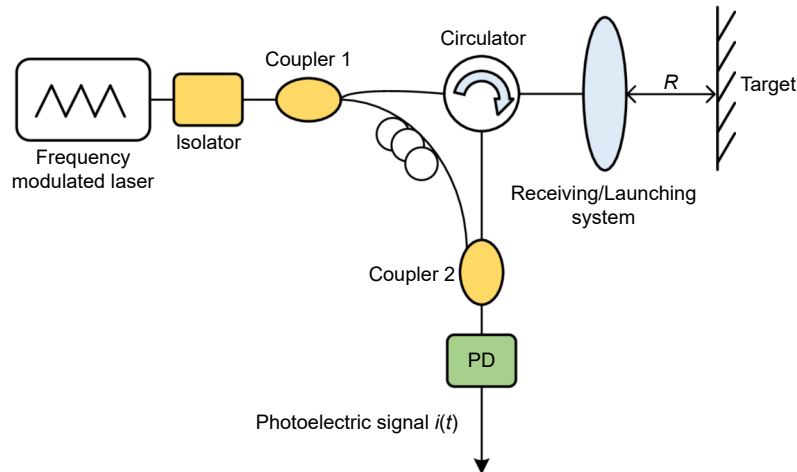 Circulator
Coupler 1
R
Target
Isolator
Frequency
modulated laser
Receiving/Launching
system
Coupler 2
PD
Photoelectric signal i(t)